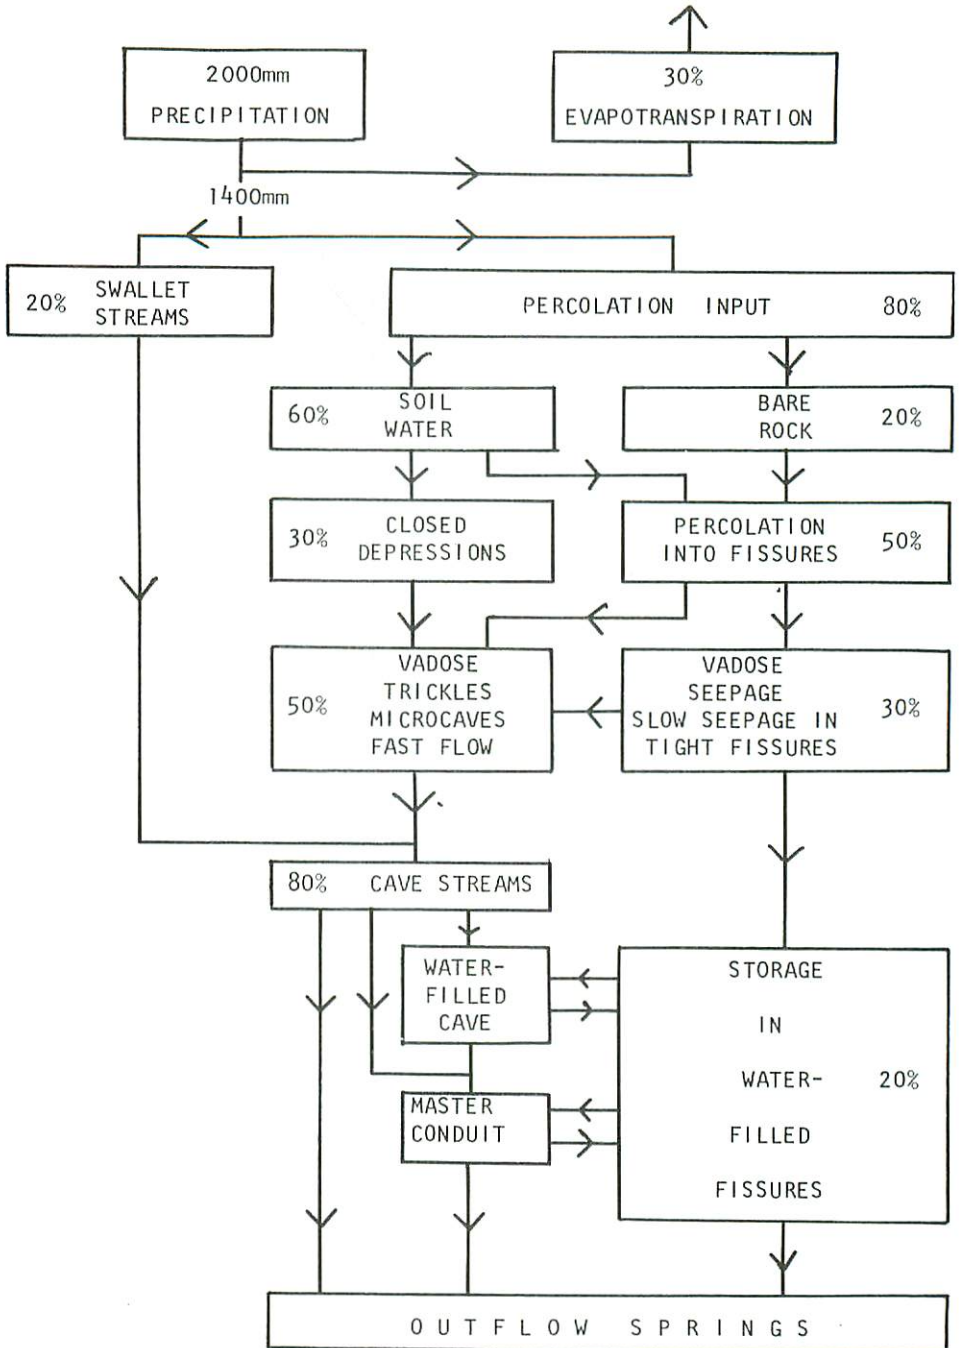 2000mm
PRECIPITATION
30%
EVAPOTRANSPIRATION
1400mm
20%
SWALLET
STREAMS
PERCOLATION INPUT 80%
60%
SOIL
WATER
BARE
ROCK
20%
30%
CLOSED
DEPRESSIONS
PERCOLATION
INTO FISSURES
50%
50%
VADOSE
TRICKLES
MICROCAVES
FAST FLOW
VADOSE
SEEPAGE
SLOW SEEPAGE IN
TIGHT FISSURES
30%
80% CAVE STREAMS
WATER-
FILLED
CAVE
STORAGE
IN
WATER-
FILLED
FISSURES
20%
MASTER
CONDUIT
OUTFLOW SPRINGS